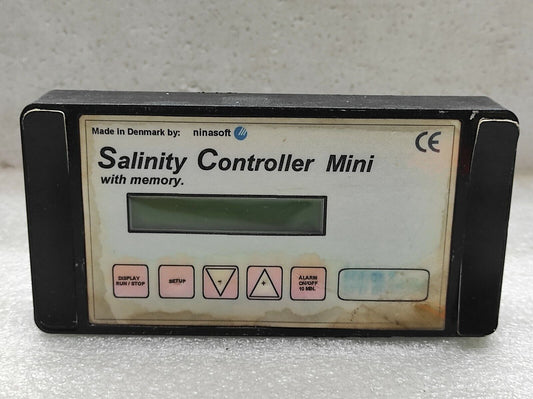 Made in Denmark by: ninasoft
CE
Salinity Controller Mini
with memory.
DISPLAY
RUN / STOP
SETUP
-
+
ALARM
ON/OFF
10 MIN.